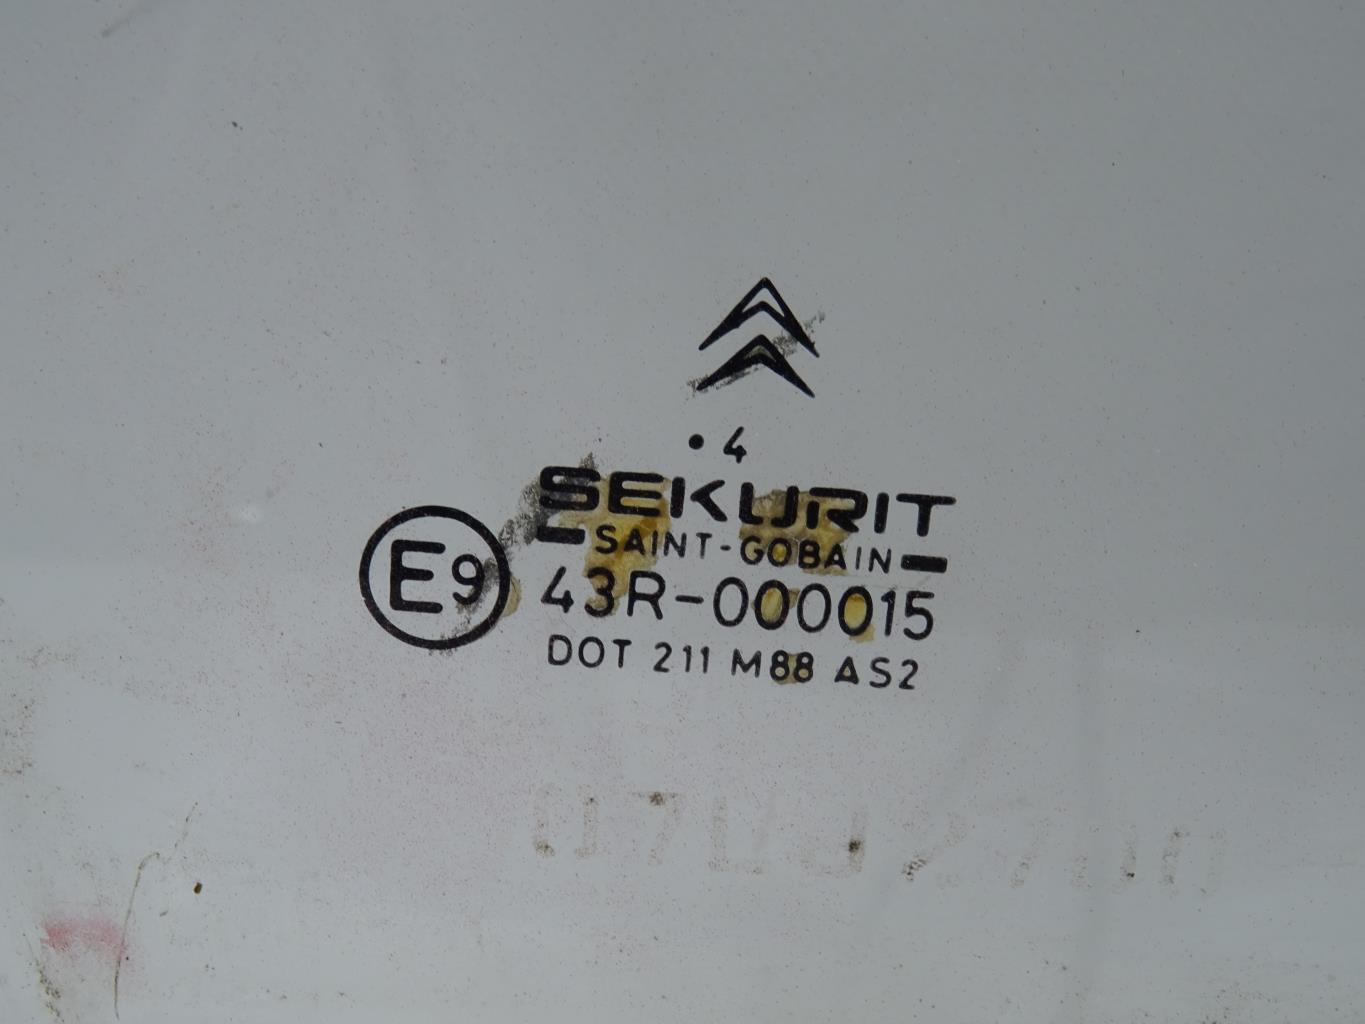 .4
SEKURIT
SAINT-GOBAIN
E9
43R-000015
DOT 211 M88 AS2